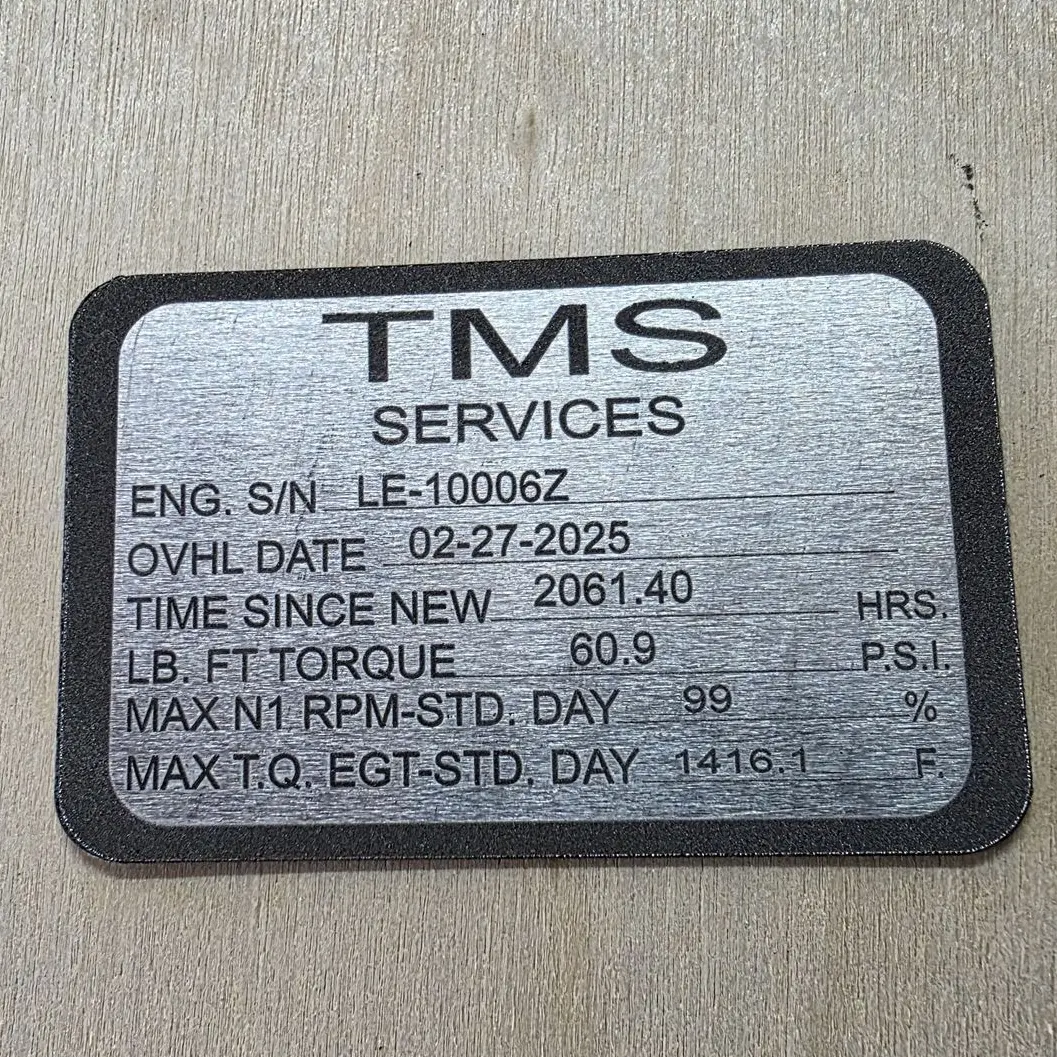 TMS
SERVICES
ENG. S/N LE-10006Z
OVHL DATE 02-27-2025
TIME SINCE NEW 2061.40 HRS.
LB. FT TORQUE 60.9 P.S.I.
MAX N1 RPM-STD. DAY 99 %
MAX T.Q. EGT-STD. DAY 1416.1 F.